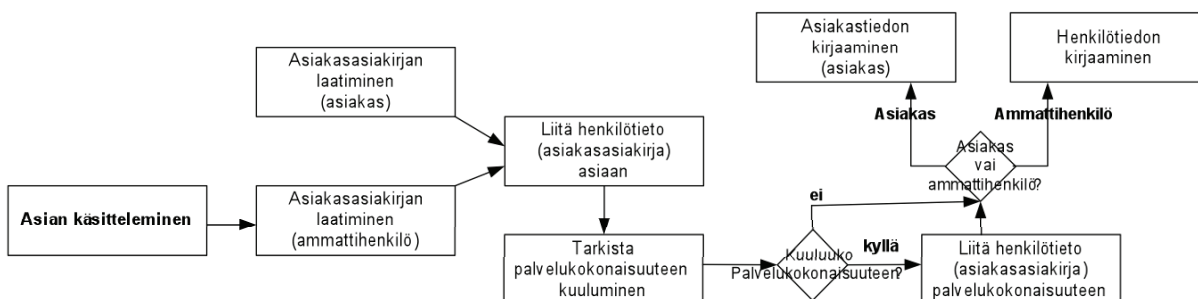 Asian käsitteleminen
Asiakasasiakirjan
laatiminen
(asiakas)
Asiakasasiakirjan
laatiminen
(ammattihenkilö)
Liitä henkilötieto
(asiakasasiakirja)
asiaan
Tarkista
palvelukokonaisuuteen
kuuluminen
Kuuluuko
Palvelukokonaisuuteen?
ei
kyllä
Liitä henkilötieto
(asiakasasiakirja)
palvelukokonaisuuteen
Asiakas
vai
ammattihenkilö?
Asiakas
Ammattihenkilö
Asiakastiedon
kirjaaminen
(asiakas)
Henkilötiedon
kirjaaminen